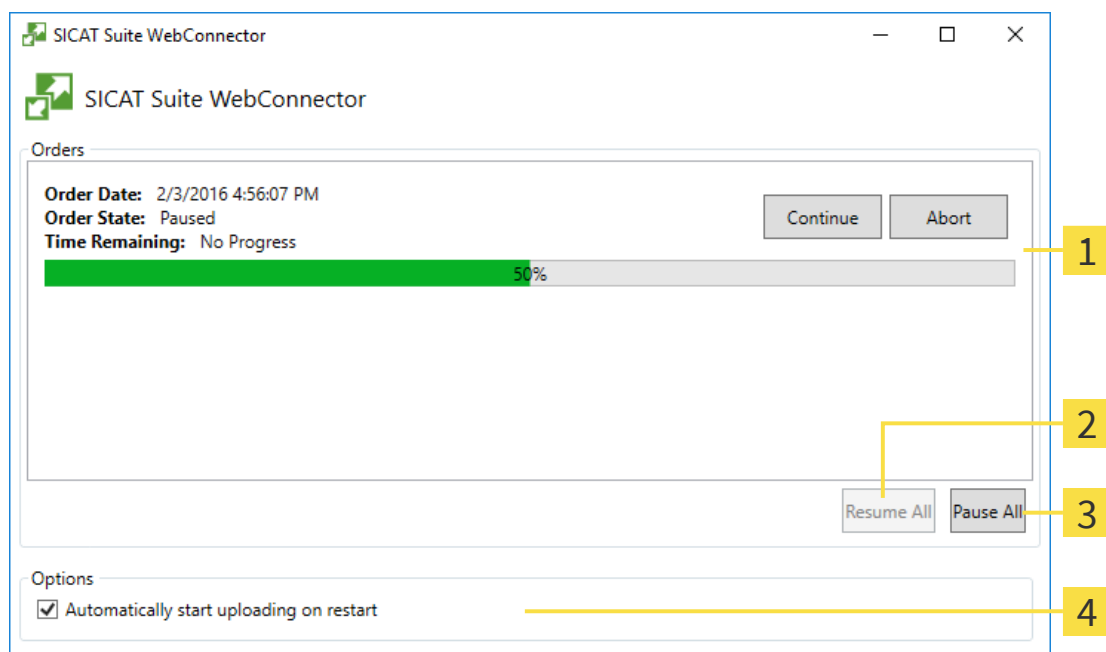 SICAT Suite WebConnector
SICAT Suite WebConnector
Orders
Order Date: 2/3/2016 4:56:07 PM
Order State: Paused
Time Remaining: No Progress
Continue
Abort
1
50%
2
Resume All
Pause All
3
Options
Automatically start uploading on restart
4